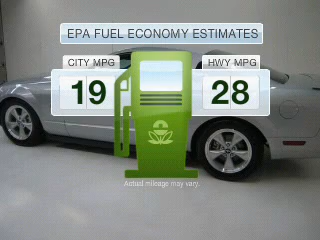 EPA FUEL ECONOMY ESTIMATES
CITY MPG HWY MPG
19 28
Actual mileage may vary.